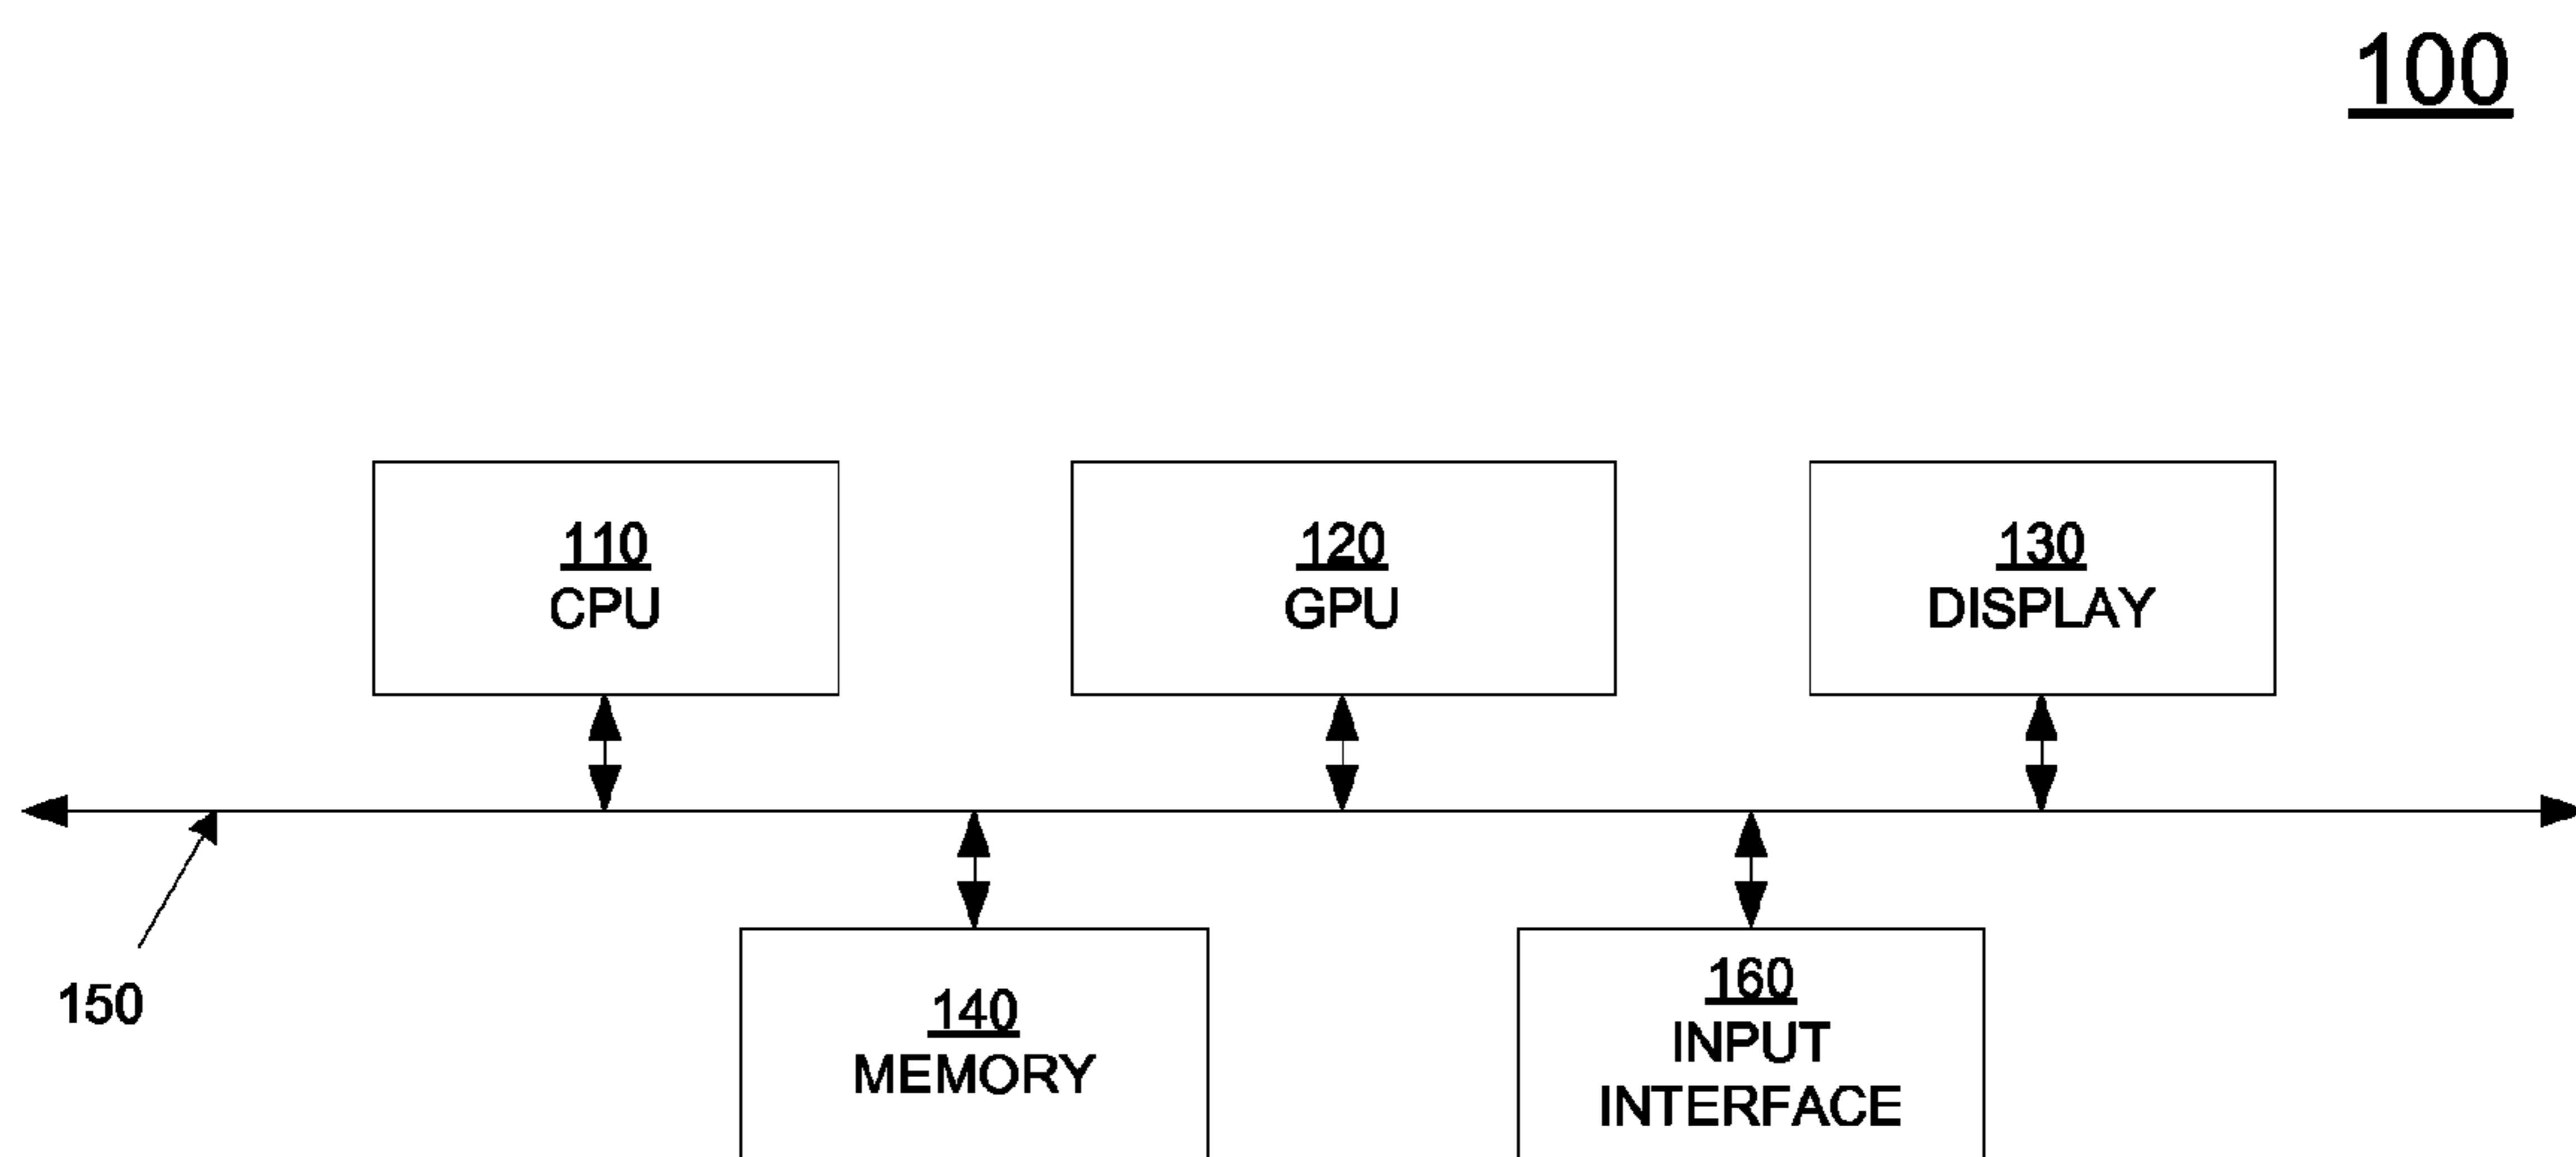 100
110
CPU
120
GPU
130
DISPLAY
150
140
MEMORY
160
INPUT
INTERFACE